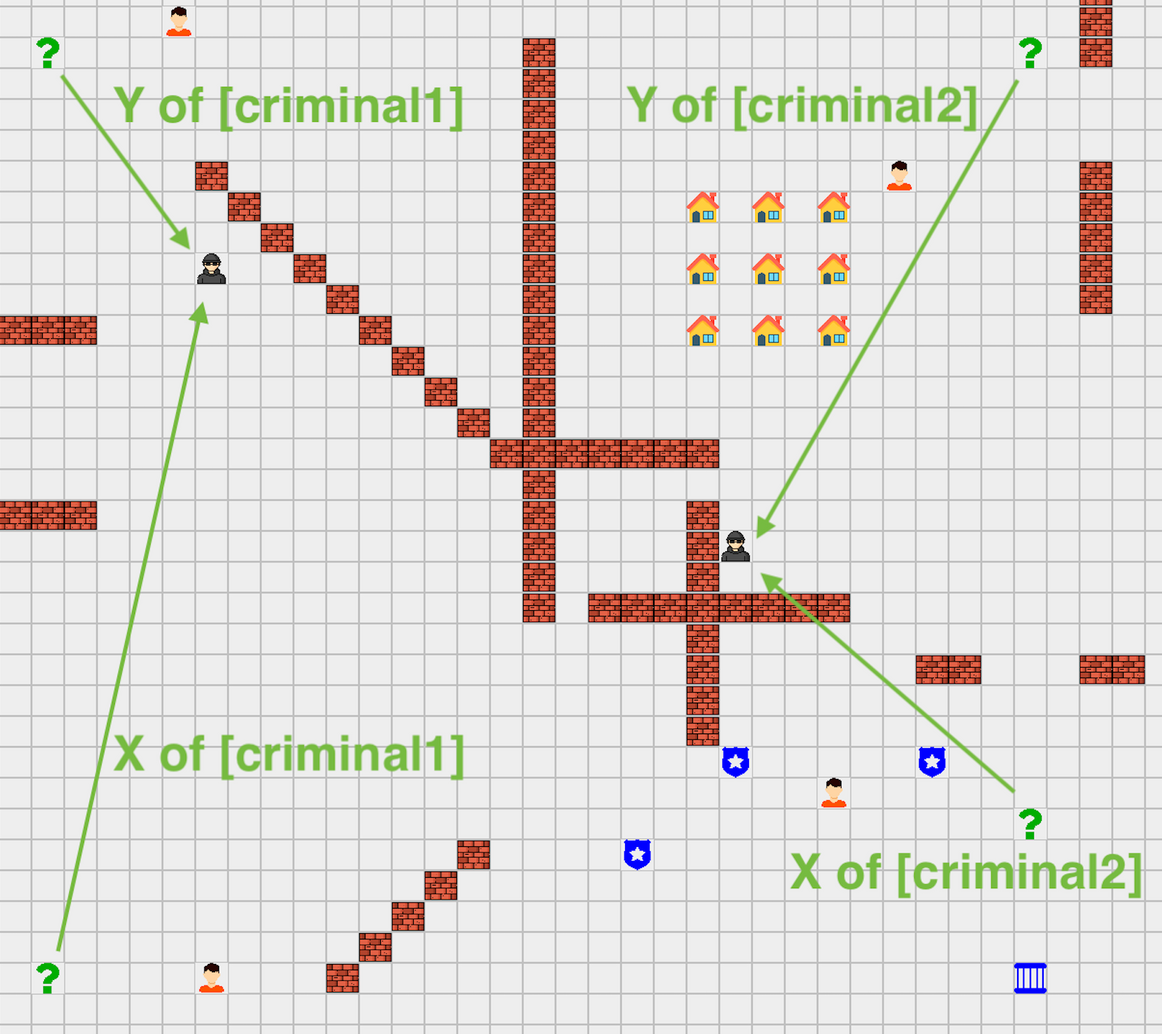 Y of [criminal1]
Y of [criminal2]
X of [criminal1]
X of [criminal2]